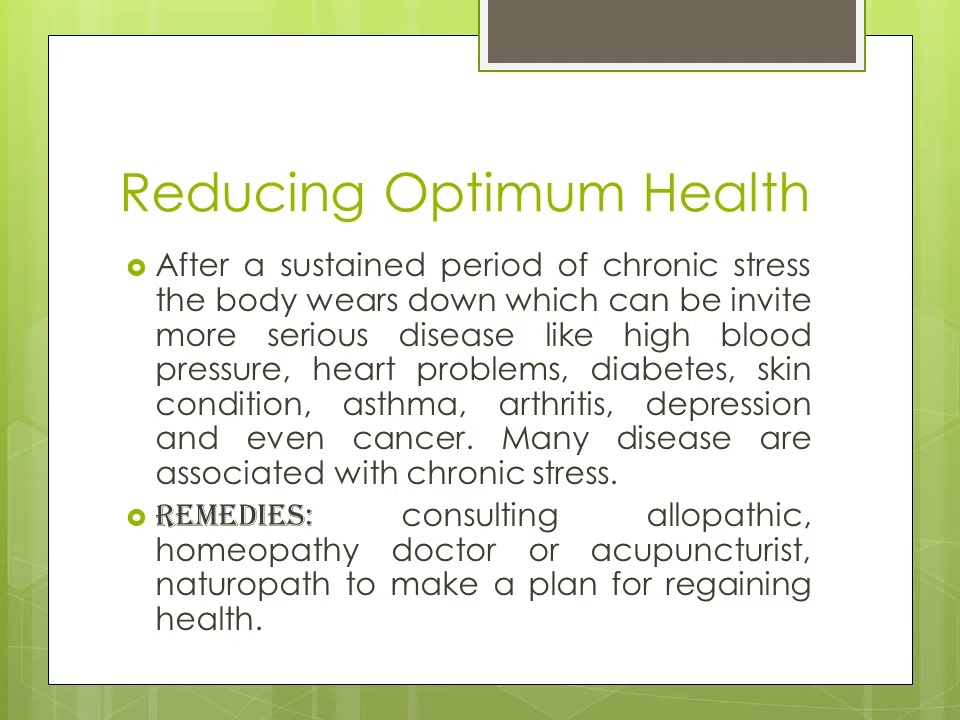 Reducing Optimum Health
After a sustained period of chronic stress
the body wears down which can be invite
more serious disease like high blood
pressure, heart problems, diabetes, skin
condition, asthma, arthritis, depression
and even cancer. Many disease are
associated with chronic stress.
REMEDIES: consulting allopathic,
homeopathy doctor or acupuncturist,
naturopath to make a plan for regaining
health.